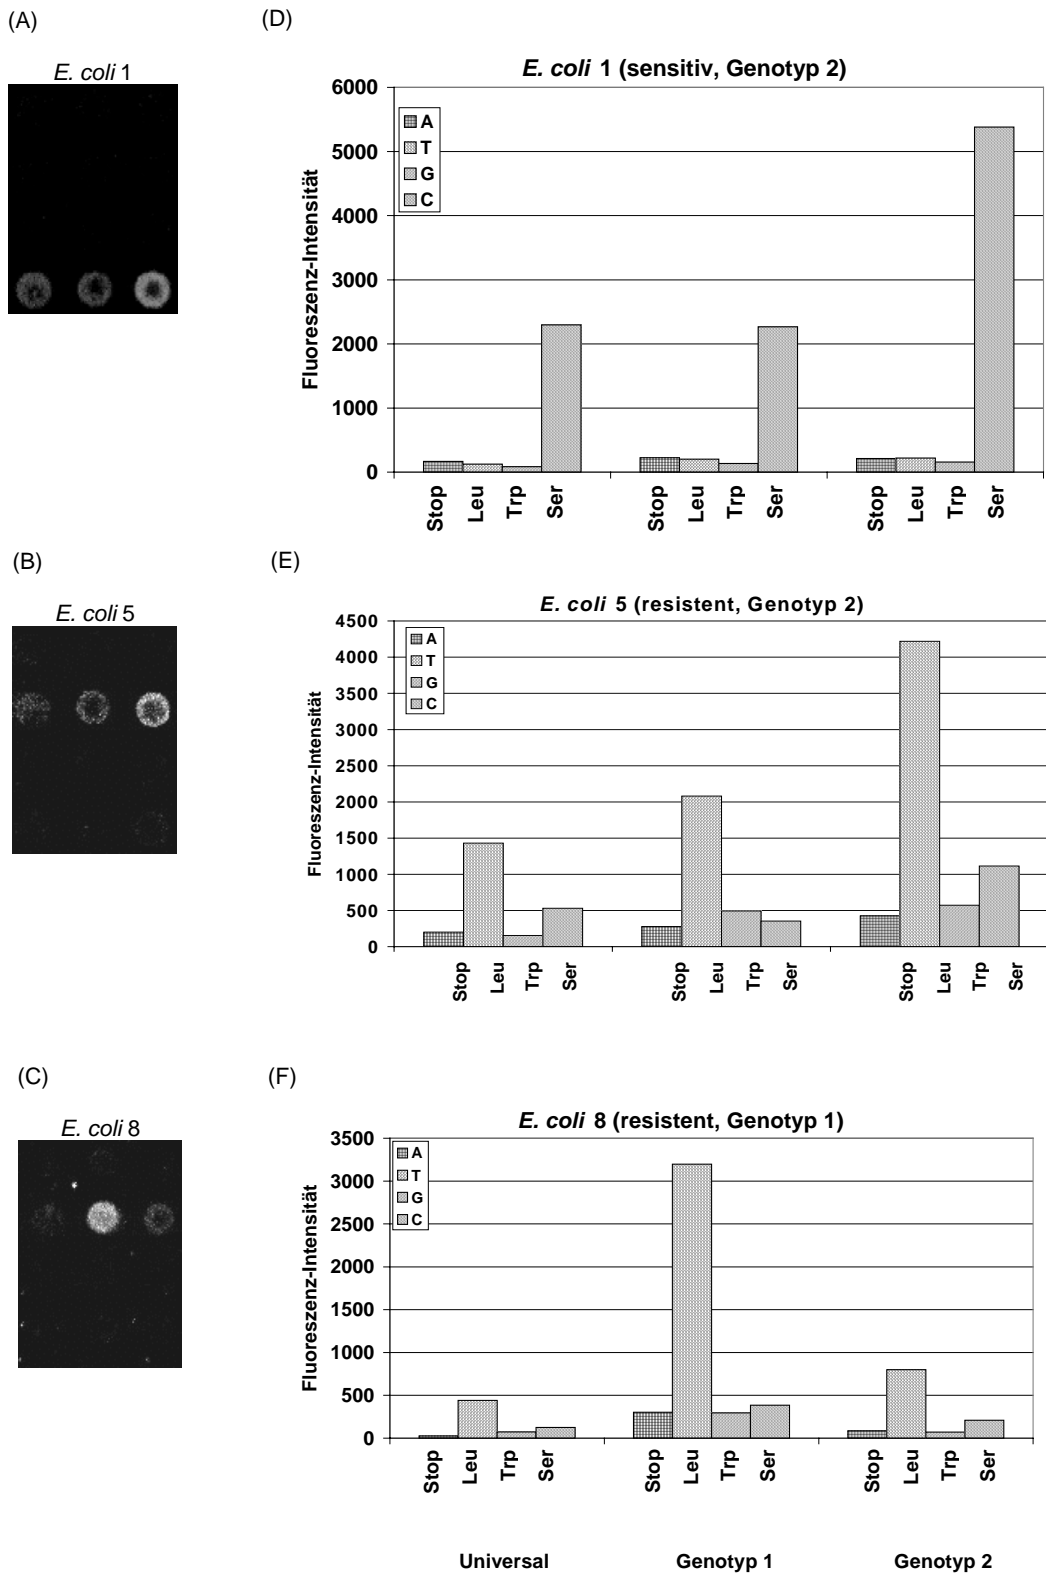 (A)
E. coli 1
(D)
E. coli 1 (sensitiv, Genotyp 2)
Fluoreszenz-Intensität
6000
5000
4000
3000
2000
1000
0
A
T
G
C
Stop Leu Trp Ser Stop Leu Trp Ser Stop Leu Trp Ser
(B)
E. coli 5
(E)
E. coli 5 (resistent, Genotyp 2)
Fluoreszenz-Intensität
4500
4000
3500
3000
2500
2000
1500
1000
500
0
A
T
G
C
Stop Leu Trp Ser Stop Leu Trp Ser Stop Leu Trp Ser
(C)
E. coli 8
(F)
E. coli 8 (resistent, Genotyp 1)
Fluoreszenz-Intensität
3500
3000
2500
2000
1500
1000
500
0
A
T
G
C
Stop Leu Trp Ser Stop Leu Trp Ser Stop Leu Trp Ser
Universal Genotyp 1 Genotyp 2